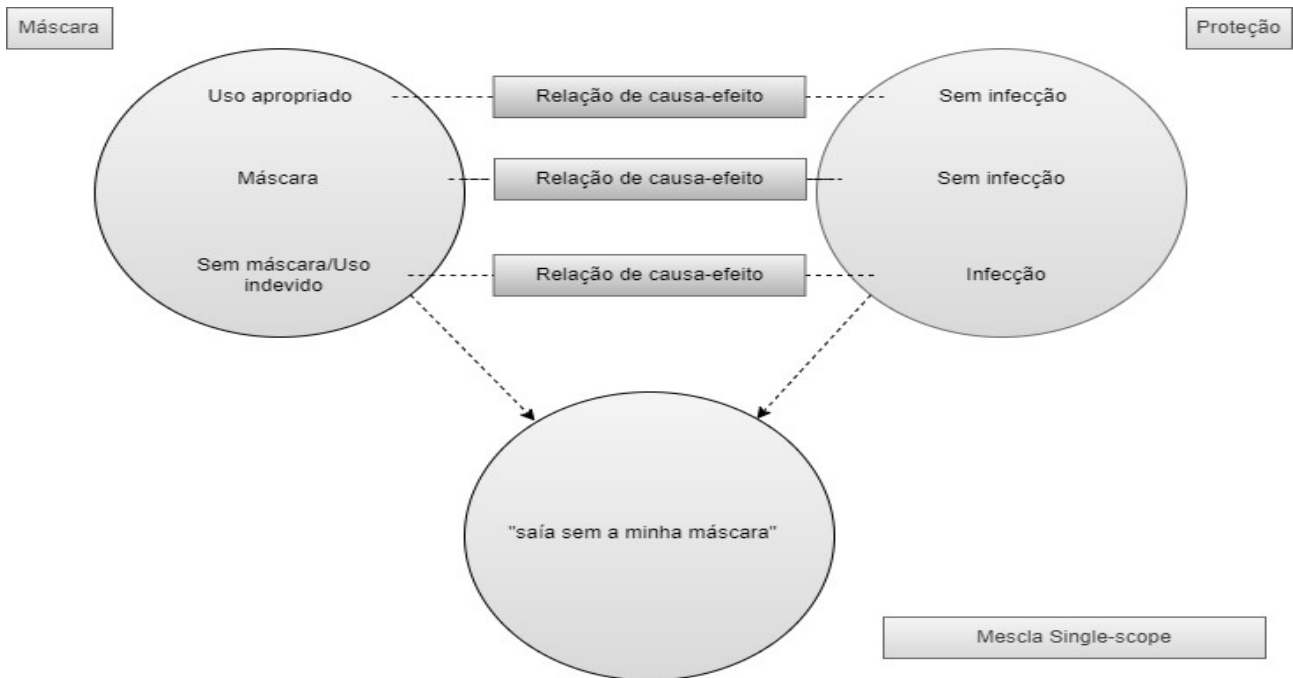 Máscara
Proteção
Uso apropriado
Relação de causa-efeito
Sem infecção
Máscara
Relação de causa-efeito
Sem infecção
Sem máscara/Uso
indevido
Relação de causa-efeito
Infecção
"saía sem a minha máscara"
Mescla Single-scope